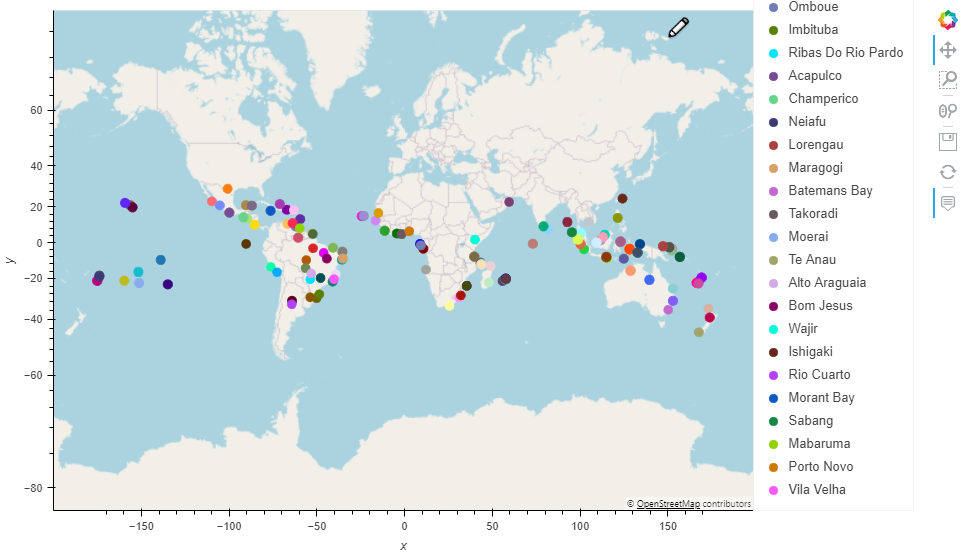 Omboue
Imbituba
Ribas Do Rio Pardo
Acapulco
Champerico
Neiafu
Lorengau
Maragogi
Batemans Bay
Takoradi
Moerai
Te Anau
Alto Araguaia
Bom Jesus
Wajir
Ishigaki
Rio Cuarto
Morant Bay
Sabang
Mabaruma
Porto Novo
Vila Velha
60
40
20
0
−20
−40
−60
−80
y
© OpenStreetMap contributors
−150
−100
−50
0
50
100
150
x